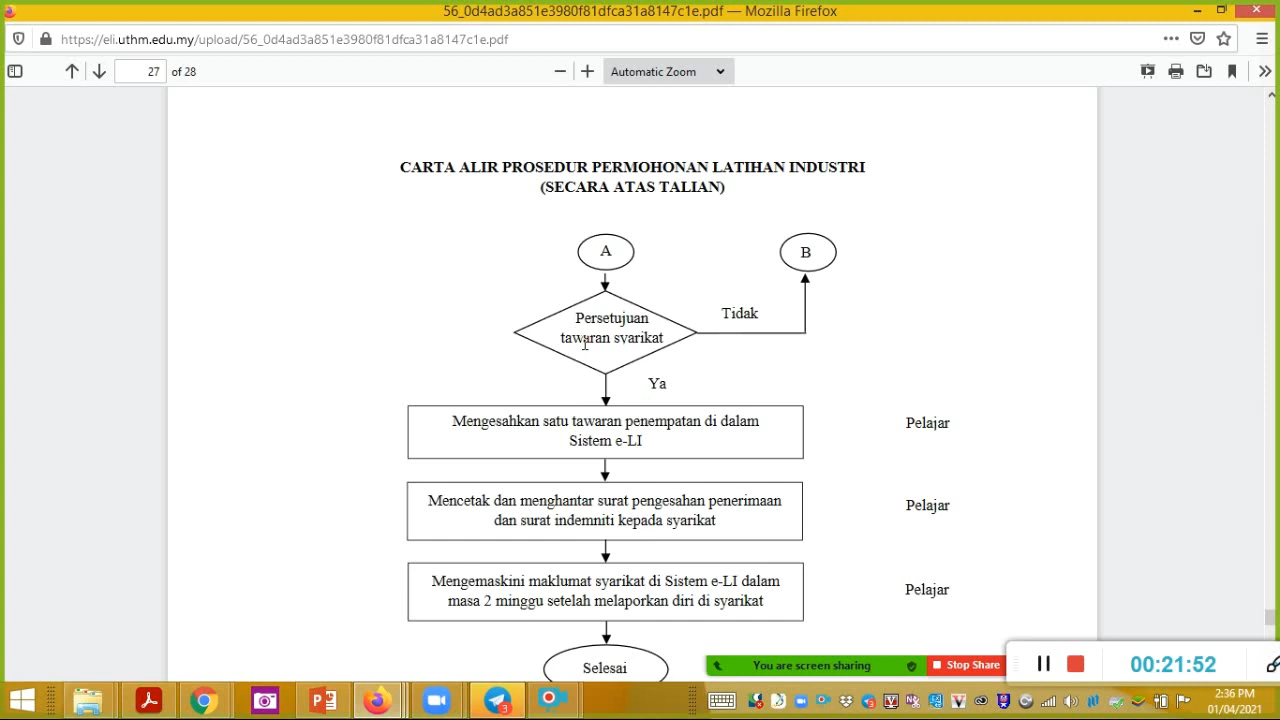 56_0d4ad3a851e3980f81dfca31a8147c1e.pdf — Mozilla Firefox
https://eli.uthm.edu.my/upload/56_0d4ad3a851e3980f81dfca31a8147c1e.pdf
27 of 28
Automatic Zoom
CARTA ALIR PROSEDUR PERMOHONAN LATIHAN INDUSTRI
(SECARA ATAS TALIAN)
A
B
Persetujuan
tawaran syarikat
Tidak
Ya
Mengesahkan satu tawaran penempatan di dalam
Sistem e-LI
Pelajar
Mencetak dan menghantar surat pengesahan penerimaan
dan surat indemniti kepada syarikat
Pelajar
Mengemaskini maklumat syarikat di Sistem e-LI dalam
masa 2 minggu setelah melaporkan diri di syarikat
Pelajar
Selesai
You are screen sharing
Stop Share
00:21:52
2:36 PM
01/04/2021